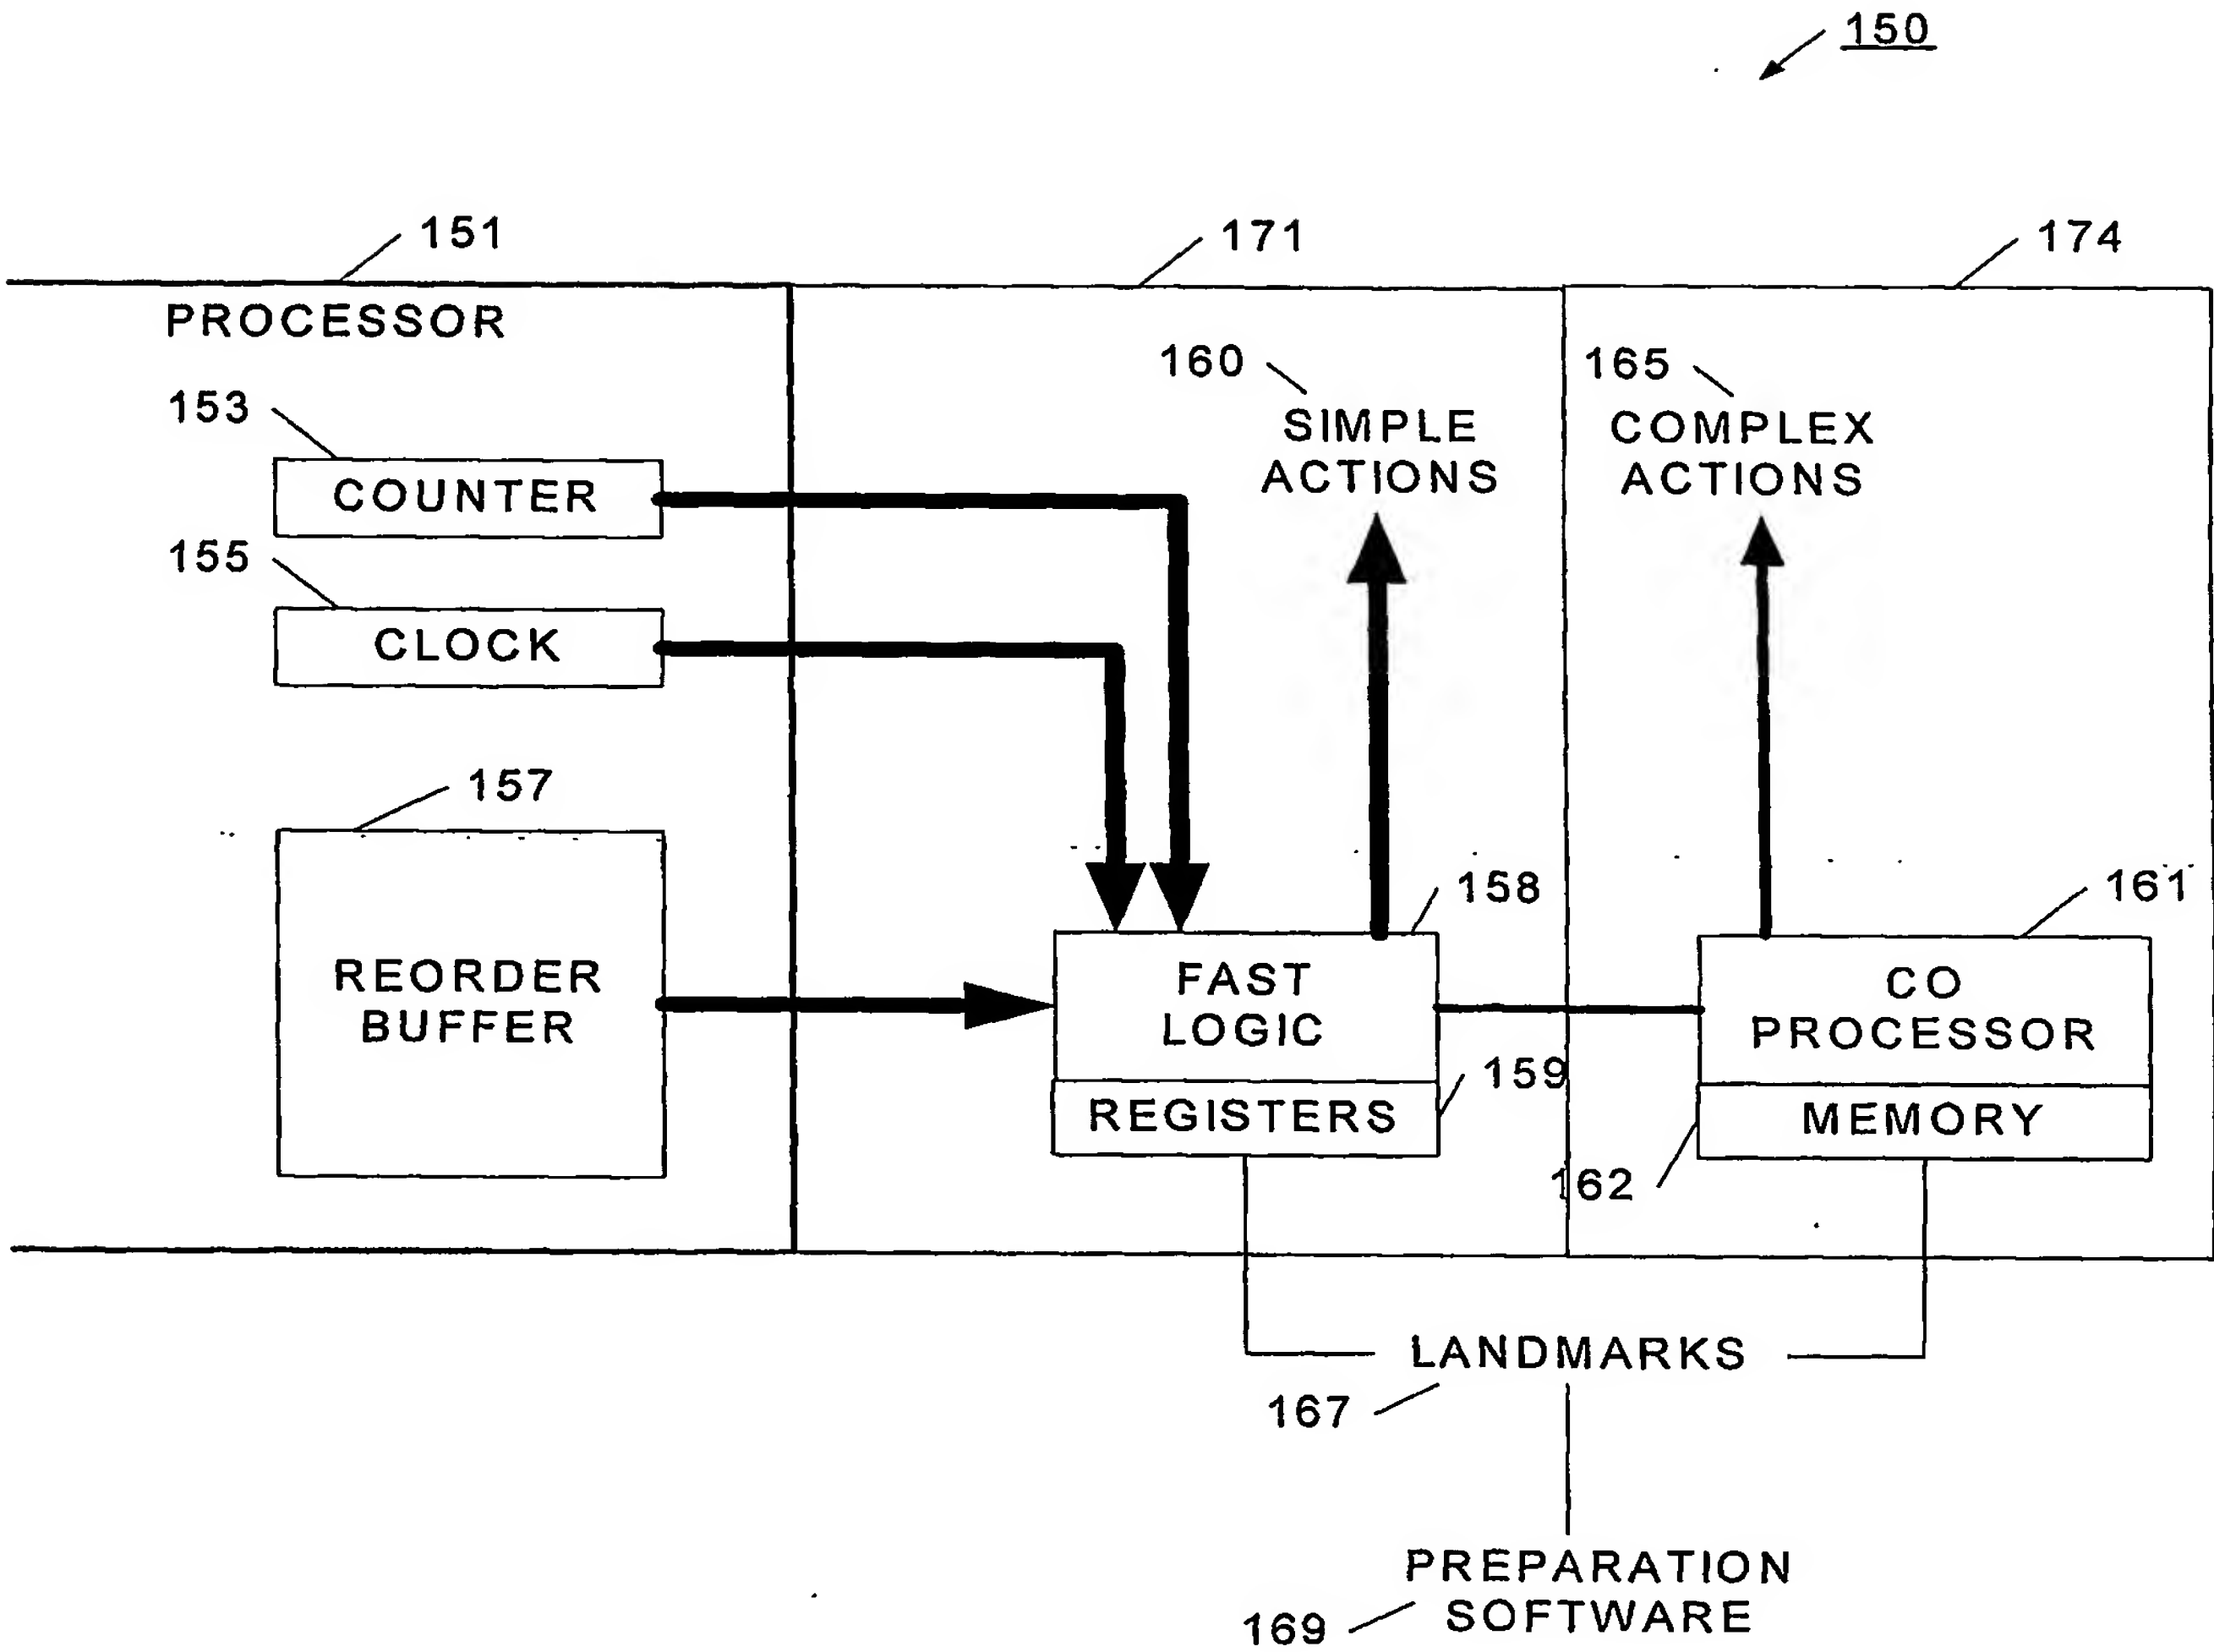 150
151
171
174
PROCESSOR
160
165
153
SIMPLE
ACTIONS
COMPLEX
ACTIONS
COUNTER
155
CLOCK
157
158
161
REORDER
BUFFER
FAST
LOGIC
CO
PROCESSOR
159
REGISTERS
MEMORY
162
LANDMARKS
167
PREPARATION
SOFTWARE
169